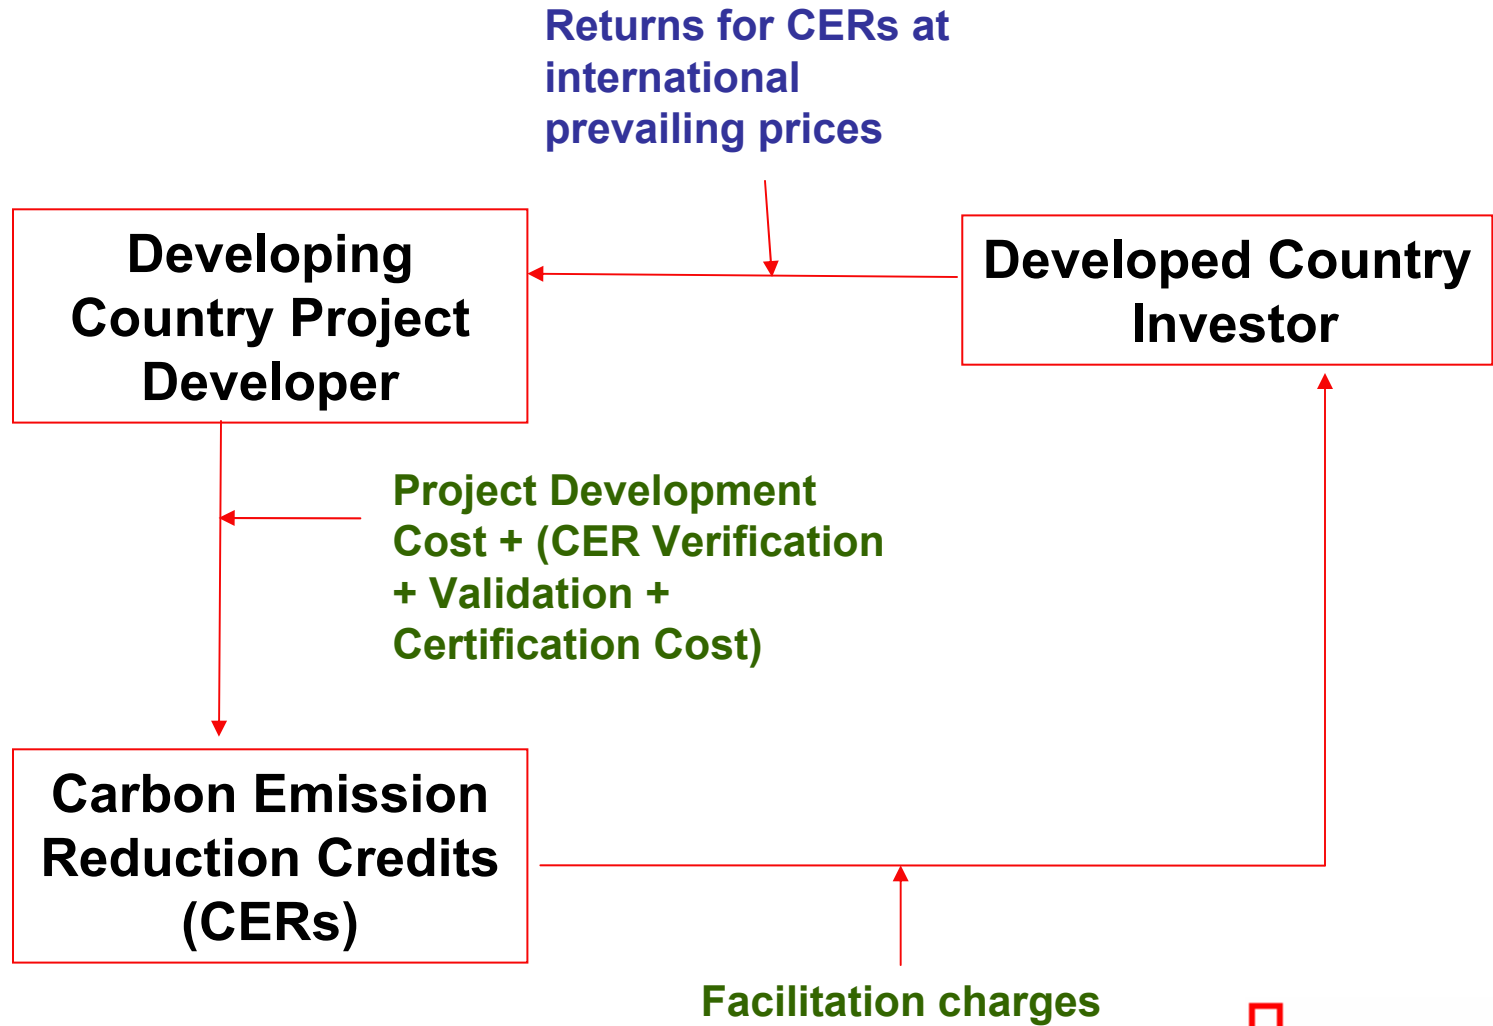 Returns for CERs at
international
prevailing prices
Developing
Country Project
Developer
Developed Country
Investor
Project Development
Cost + (CER Verification
+ Validation +
Certification Cost)
Carbon Emission
Reduction Credits
(CERs)
Facilitation charges